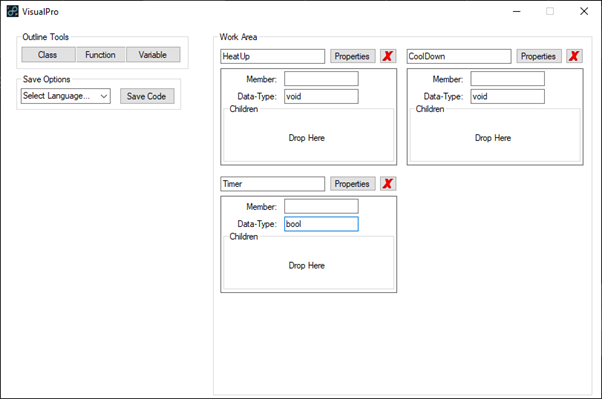 VisualPro
Outline Tools
Class Function Variable
Save Options
Select Language... Save Code
Work Area
HeatUp Properties X CoolDown Properties X
Member: Member:
Data-Type: void Data-Type: void
Children Children
Drop Here Drop Here
Timer Properties X
Member:
Data-Type: bool
Children
Drop Here